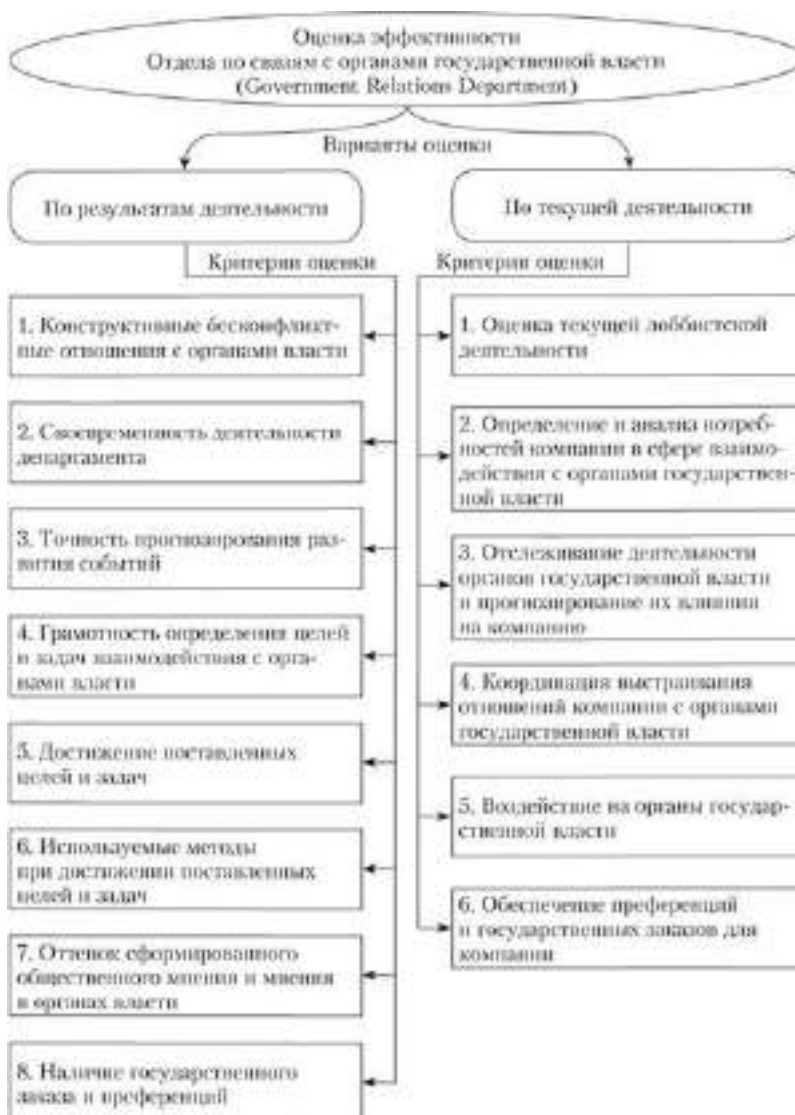 Оценка эффективности
Отдела по связям с органами государственной власти
(Government Relations Department)
Варианты оценки
По результатам деятельности
По текущей деятельности
Критерии оценки
Критерии оценки
1. Конструктивные бесконфликт-
ные отношения с органами власти
2. Своевременность деятельности
департамента
3. Точность прогнозирования раз-
вития событий
4. Грамотность определения целей
и задач взаимодействия с орга-
нами власти
5. Достижение поставленных
целей и задач
6. Используемые методы
при достижении поставленных
целей и задач
7. Оттенок сформированного
общественного мнения и мнения
в органах власти
8. Наличие государственного
заказа и преференций
1. Оценка текущей лоббистской
деятельности
2. Определение и анализ потреб-
ностей компании в сфере взаимо-
действия с органами государствен-
ной власти
3. Отслеживание деятельности
органов государственной власти
и прогнозирование их влияния
на компанию
4. Координация выстраивания
отношений компании с органами
государственной власти
5. Воздействие на органы государ-
ственной власти
6. Обеспечение преференций
и государственных заказов для
компании